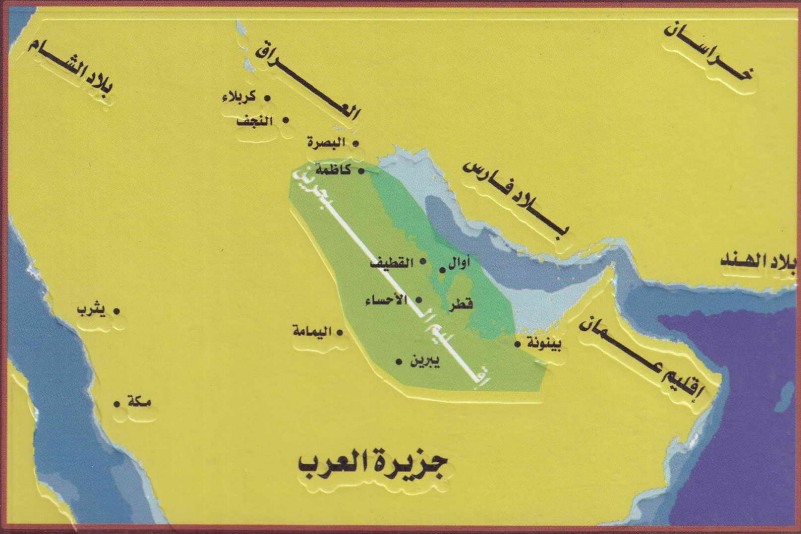 خراسان
العراق
بلاد الشام
كربلاء
النجف
البصرة
كاظمة
بلاد فارس
إقليم البحرين
بلاد الهند
القطيف
أوال
الأحساء
قطر
يثرب
اليمامة
بينونة
إقليم عمان
يبرين
مكة
جزيرة العرب